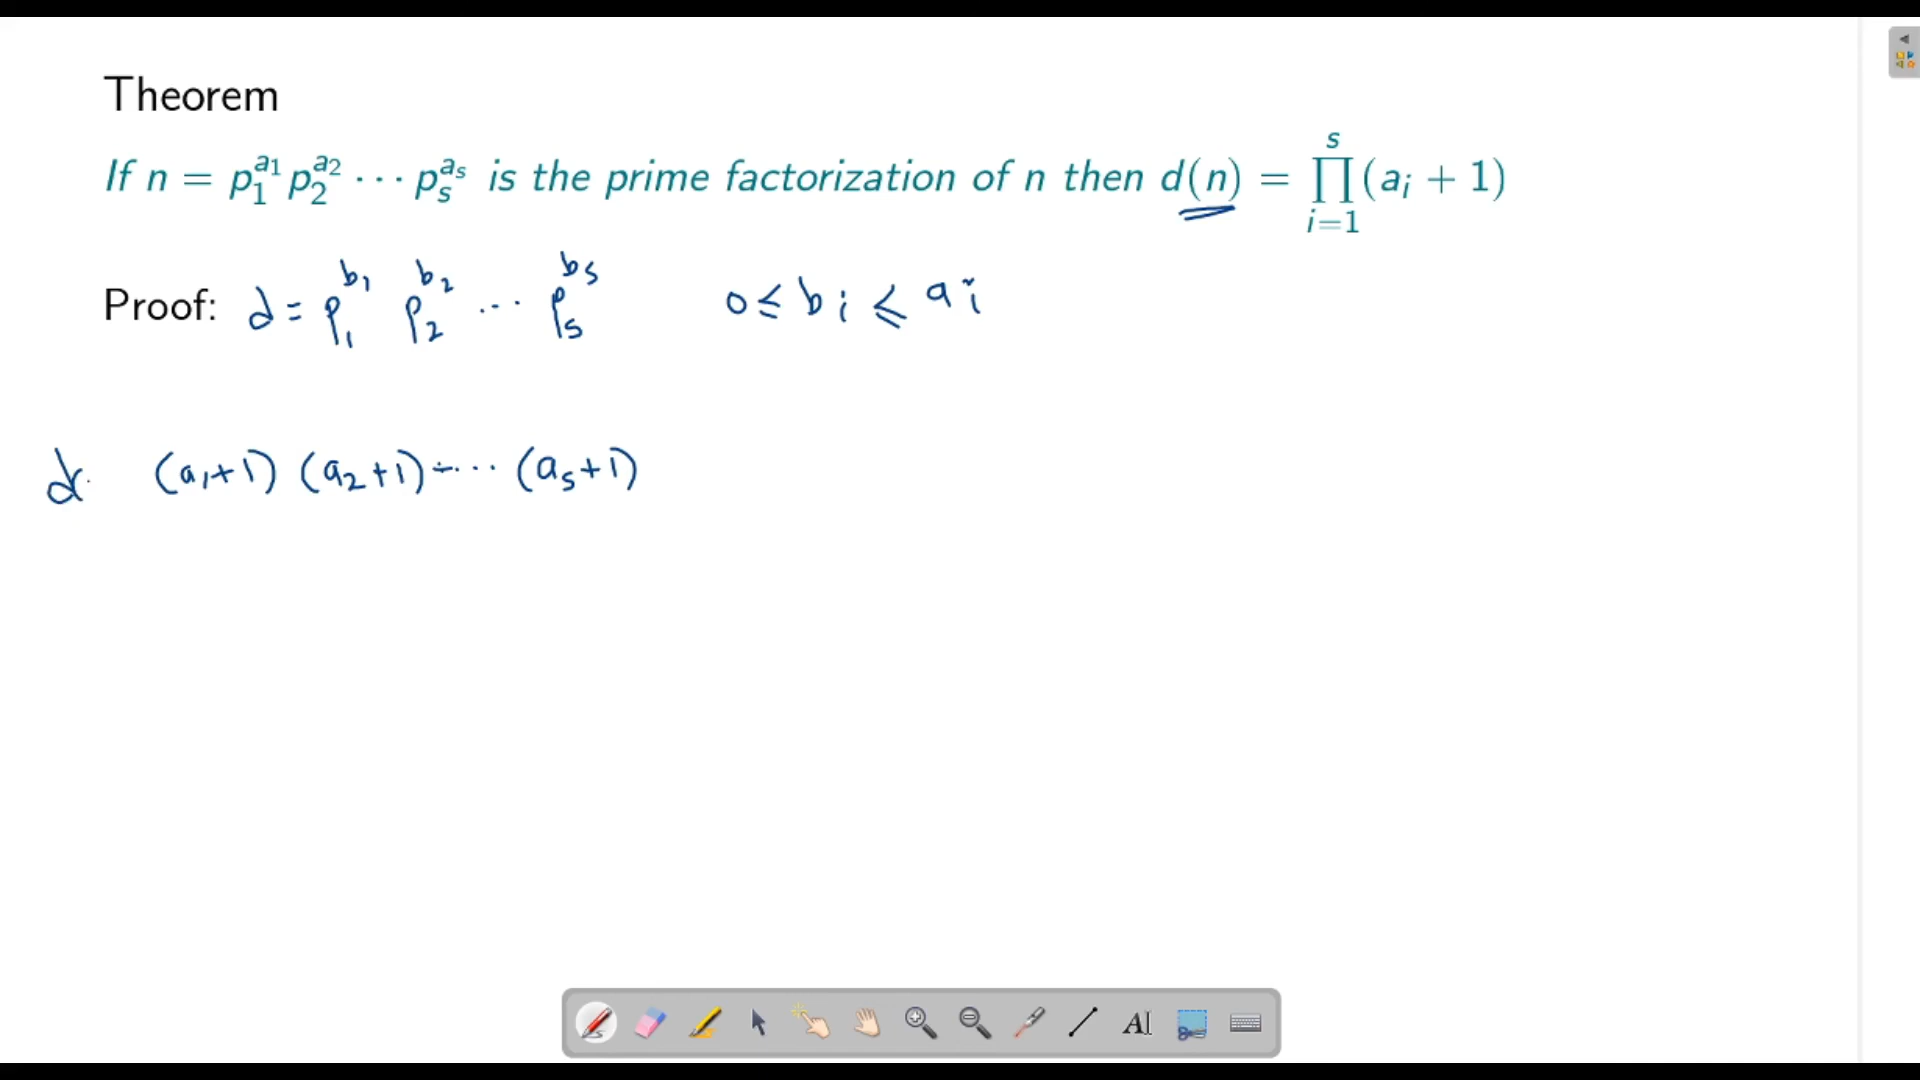 Theorem
If n = p₁^{a₁} p₂^{a₂} ⋯ pₛ^{aₛ} is the prime factorization of n then d(n) = ∏_{i=1}^{s} (aᵢ + 1)
Proof: d = p₁^{b₁} p₂^{b₂} ⋯ pₛ^{bₛ} 0 ≤ bᵢ ≤ aᵢ
d (a₁+1) (a₂+1) ⋯ (aₛ+1)